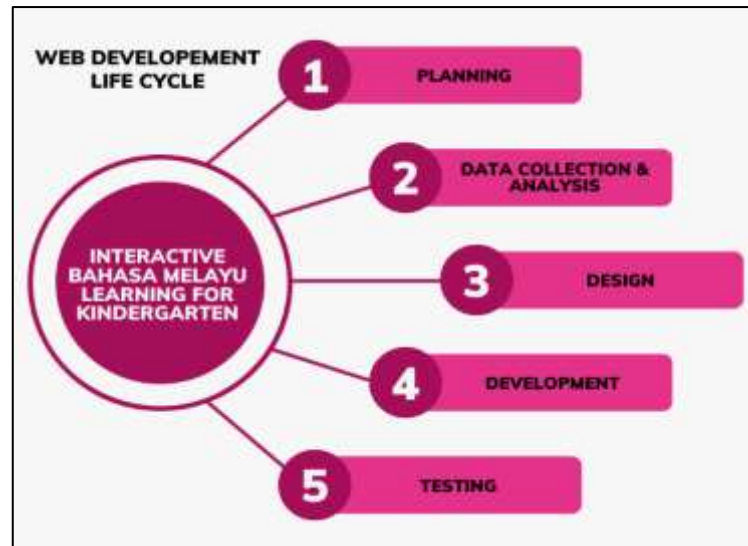 WEB DEVELOPEMENT
LIFE CYCLE
1
PLANNING
2
DATA COLLECTION &
ANALYSIS
3
DESIGN
4
DEVELOPMENT
5
TESTING
INTERACTIVE
BAHASA MELAYU
LEARNING FOR
KINDERGARTEN